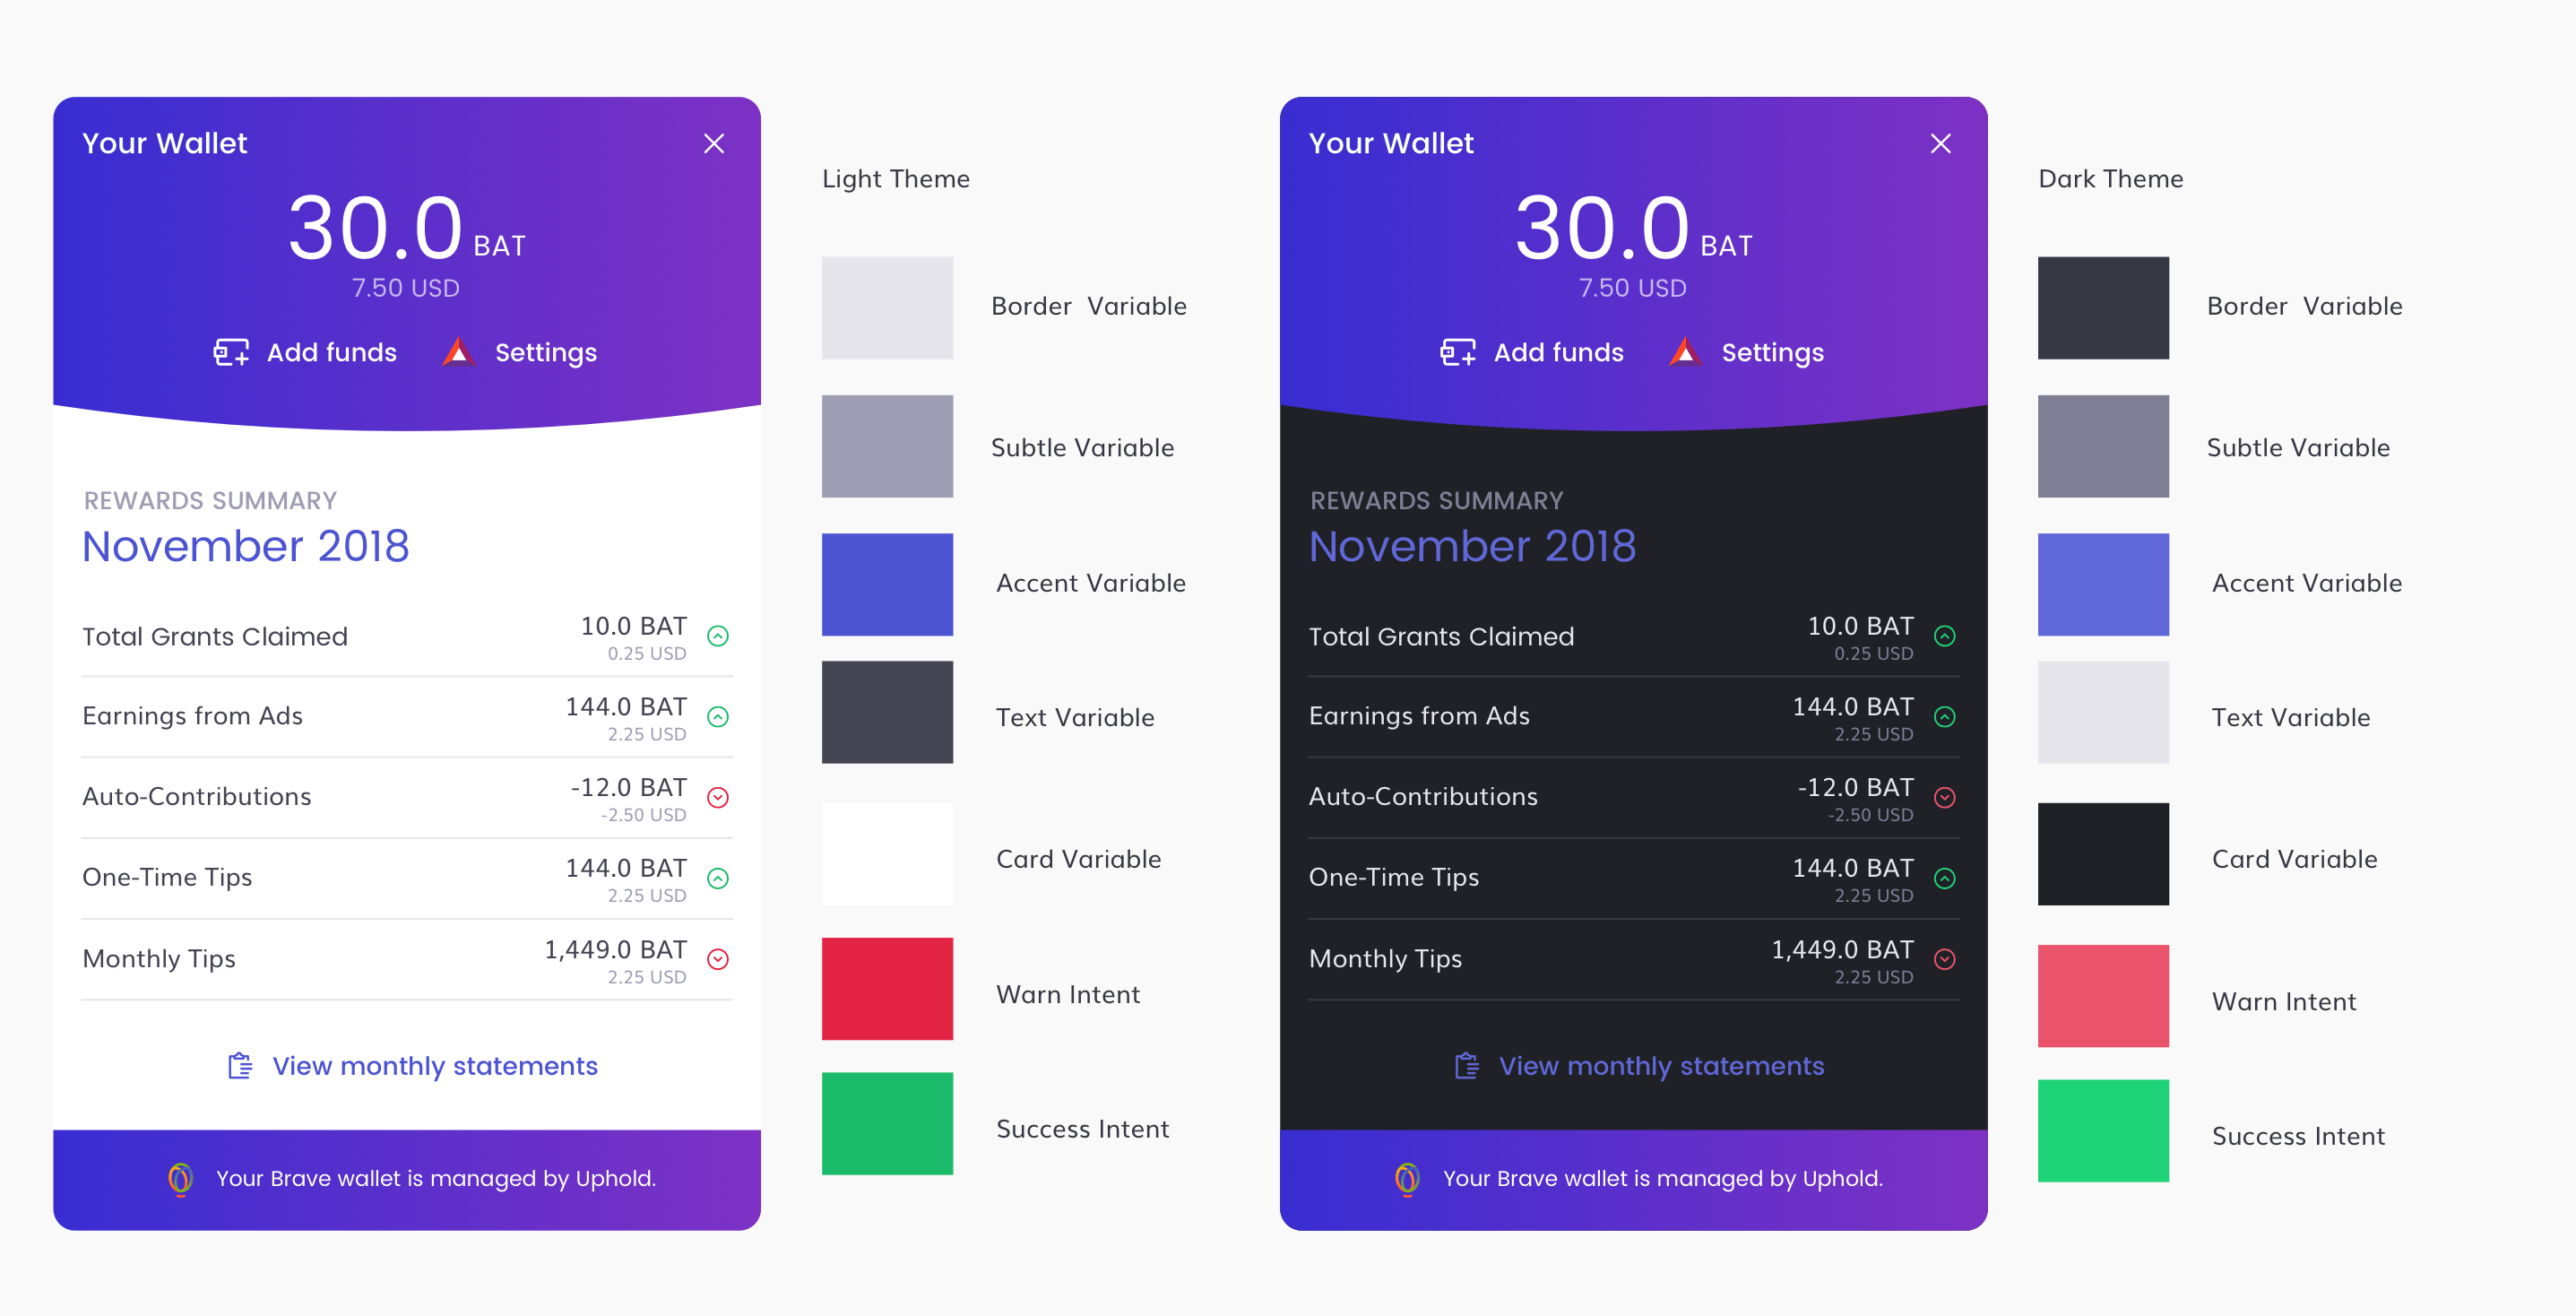 Your Wallet
30.0 BAT
7.50 USD
Add funds Settings
REWARDS SUMMARY
November 2018
Total Grants Claimed 10.0 BAT
0.25 USD
Earnings from Ads 144.0 BAT
2.25 USD
Auto-Contributions -12.0 BAT
-2.50 USD
One-Time Tips 144.0 BAT
2.25 USD
Monthly Tips 1,449.0 BAT
2.25 USD
View monthly statements
Your Brave wallet is managed by Uphold.
Light Theme
Border Variable
Subtle Variable
Accent Variable
Text Variable
Card Variable
Warn Intent
Success Intent
Your Wallet
30.0 BAT
7.50 USD
Add funds Settings
REWARDS SUMMARY
November 2018
Total Grants Claimed 10.0 BAT
0.25 USD
Earnings from Ads 144.0 BAT
2.25 USD
Auto-Contributions -12.0 BAT
-2.50 USD
One-Time Tips 144.0 BAT
2.25 USD
Monthly Tips 1,449.0 BAT
2.25 USD
View monthly statements
Your Brave wallet is managed by Uphold.
Dark Theme
Border Variable
Subtle Variable
Accent Variable
Text Variable
Card Variable
Warn Intent
Success Intent